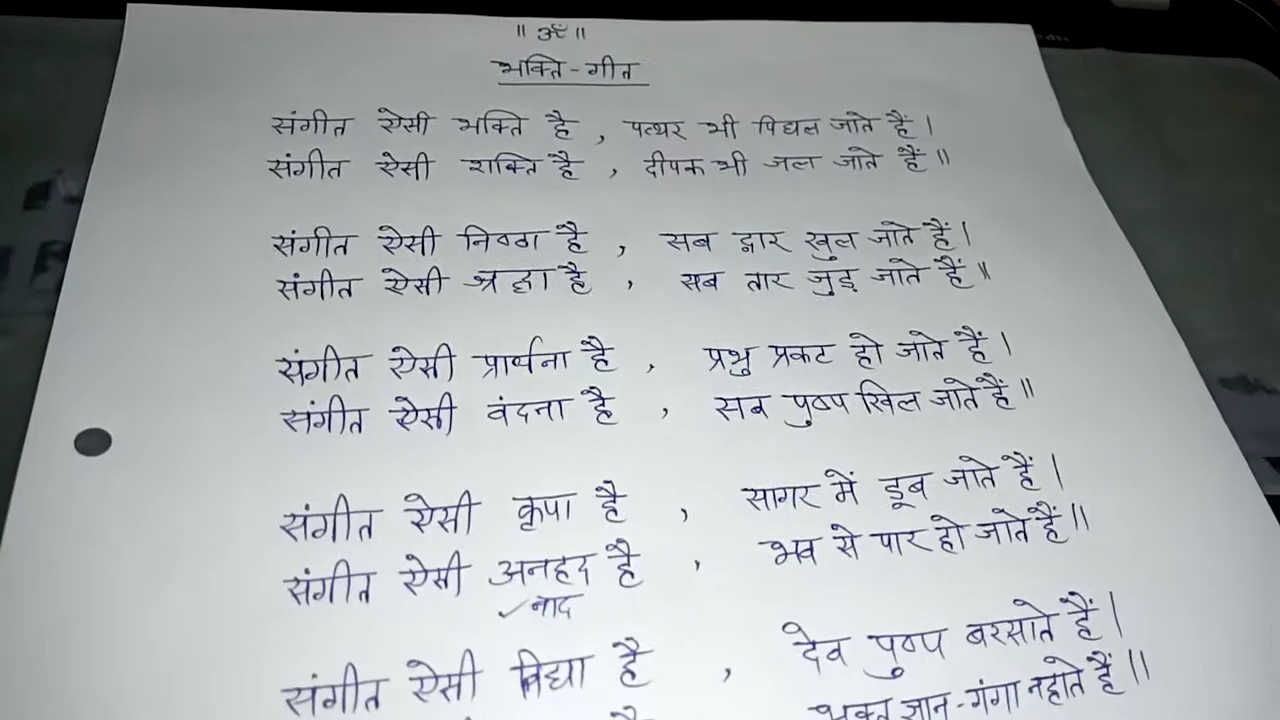 ॥ ॐ ॥
भक्ति - गीत
संगीत ऐसी भक्ति है , पत्थर भी पिघल जाते हैं ।
संगीत ऐसी शक्ति है , दीपक भी जल जाते हैं ॥
संगीत ऐसी निष्ठा है , सब द्वार खुल जाते हैं ।
संगीत ऐसी श्रद्धा है , सब तार जुड़ जाते हैं ॥
संगीत ऐसी प्रार्थना है , प्रभु प्रकट हो जाते हैं ।
संगीत ऐसी वंदना है , सब पुष्प खिल जाते हैं ॥
संगीत ऐसी कृपा है , सागर में डूब जाते हैं ।
संगीत ऐसी अनहद है , भव से पार हो जाते हैं ॥
✓नाद
संगीत ऐसी विद्या है , देव पुष्प बरसाते हैं ।
भक्त ज्ञान - गंगा नहाते हैं ॥